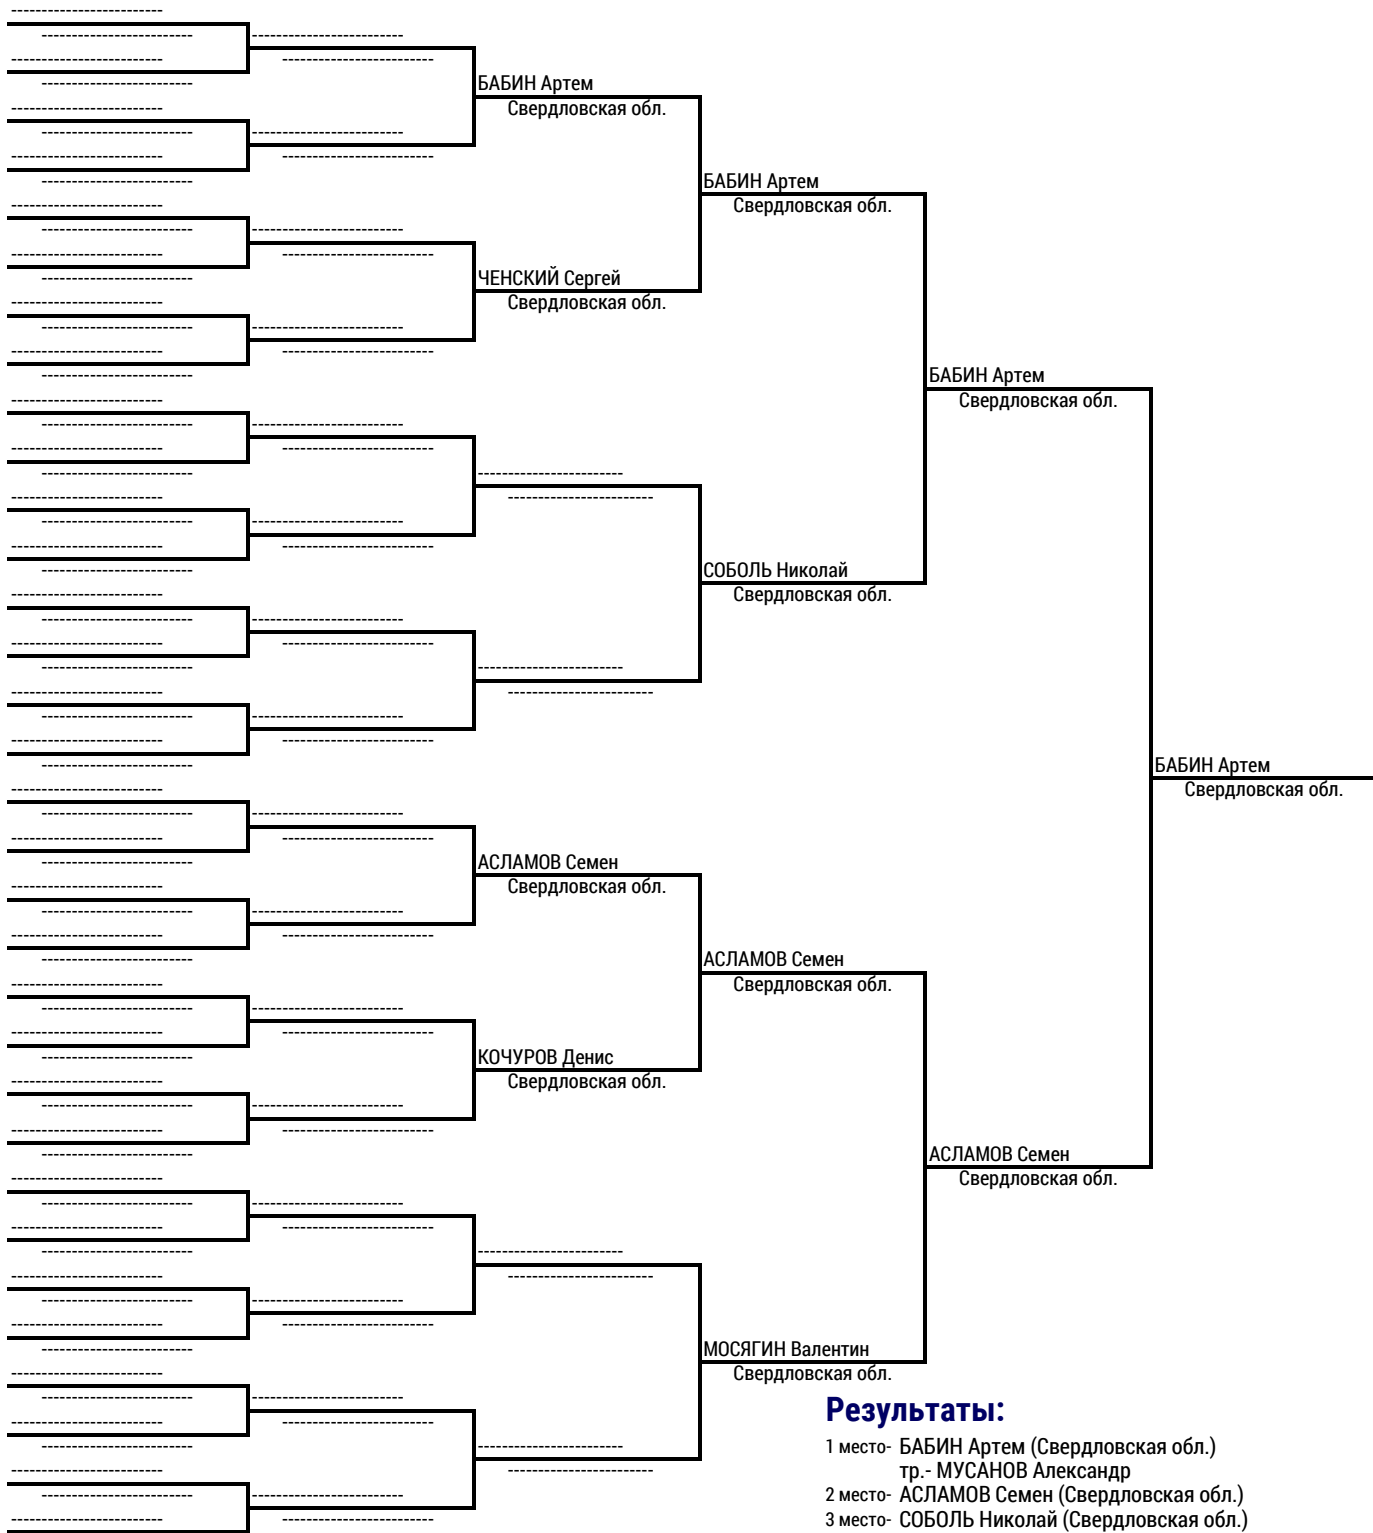 БАБИН Артем
Свердловская обл.
БАБИН Артем
Свердловская обл.
ЧЕНСКИЙ Сергей
Свердловская обл.
БАБИН Артем
Свердловская обл.
СОБОЛЬ Николай
Свердловская обл.
БАБИН Артем
Свердловская обл.
АСЛАМОВ Семен
Свердловская обл.
АСЛАМОВ Семен
Свердловская обл.
КОЧУРОВ Денис
Свердловская обл.
АСЛАМОВ Семен
Свердловская обл.
МОСЯГИН Валентин
Свердловская обл.
Результаты:
1 место- БАБИН Артем (Свердловская обл.)
тр.- МУСАНОВ Александр
2 место- АСЛАМОВ Семен (Свердловская обл.)
3 место- СОБОЛЬ Николай (Свердловская обл.)